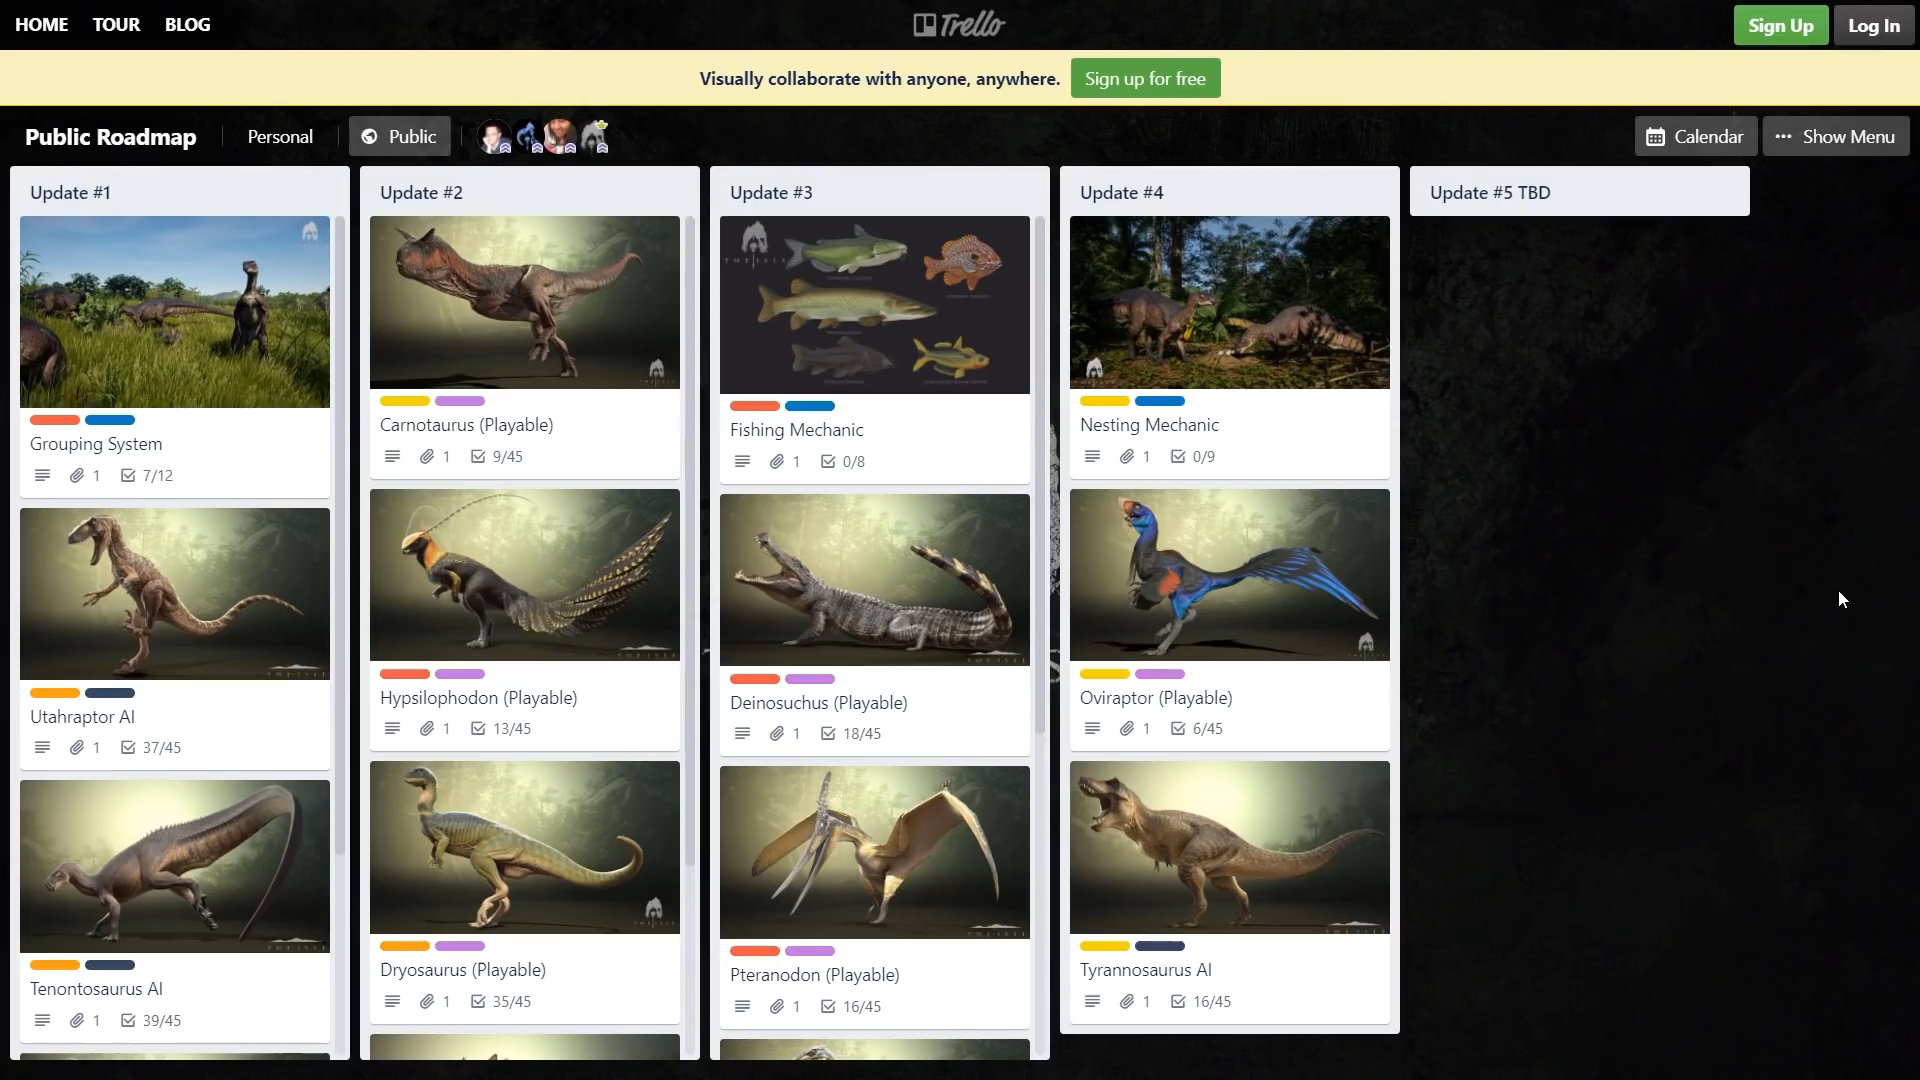 HOME TOUR BLOG
Trello
Sign Up Log In
Visually collaborate with anyone, anywhere. Sign up for free
Public Roadmap Personal Public
Calendar ··· Show Menu
Update #1
Grouping System
1 7/12
Utahraptor AI
1 37/45
Tenontosaurus AI
1 39/45
Update #2
Carnotaurus (Playable)
1 9/45
Hypsilophodon (Playable)
1 13/45
Dryosaurus (Playable)
1 35/45
Update #3
THE ISLE
Fishing Mechanic
1 0/8
Deinosuchus (Playable)
1 18/45
Pteranodon (Playable)
1 16/45
Update #4
Nesting Mechanic
1 0/9
Oviraptor (Playable)
1 6/45
Tyrannosaurus AI
1 16/45
Update #5 TBD